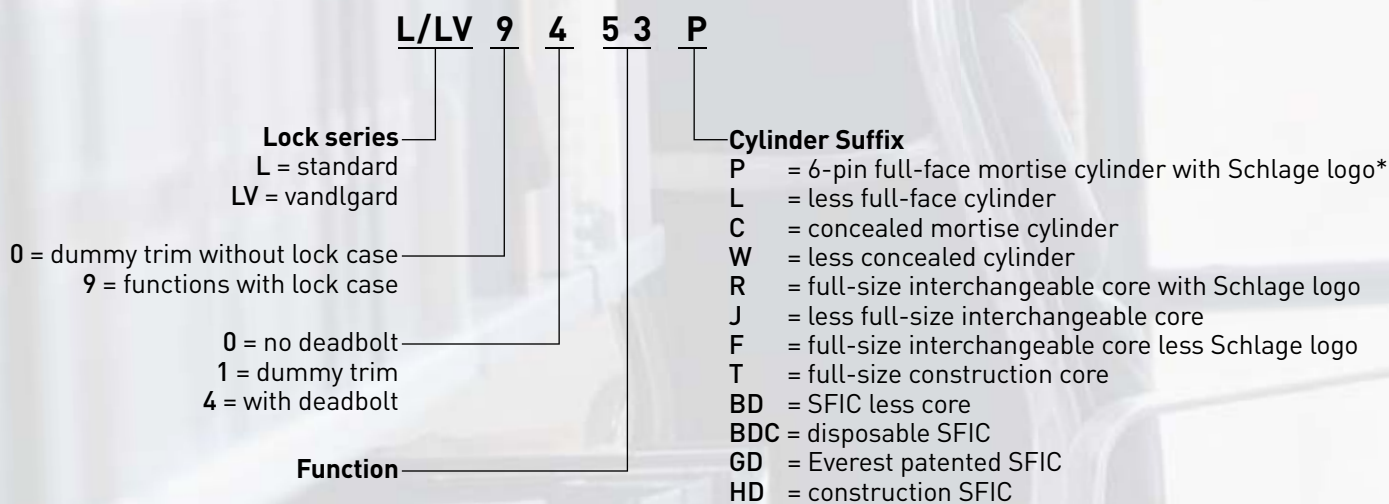 L/LV 9 4 5 3 P
Lock series
L = standard
LV = vandlgard
0 = dummy trim without lock case
9 = functions with lock case
0 = no deadbolt
1 = dummy trim
4 = with deadbolt
Function
Cylinder Suffix
P = 6-pin full-face mortise cylinder with Schlage logo*
L = less full-face cylinder
C = concealed mortise cylinder
W = less concealed cylinder
R = full-size interchangeable core with Schlage logo
J = less full-size interchangeable core
F = full-size interchangeable core less Schlage logo
T = full-size construction core
BD = SFIC less core
BDC = disposable SFIC
GD = Everest patented SFIC
HD = construction SFIC